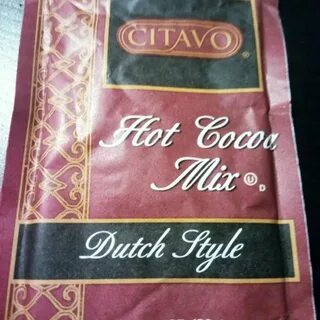 CITAVO
®
Hot Cocoa
Mix Ⓤ D
Dutch Style